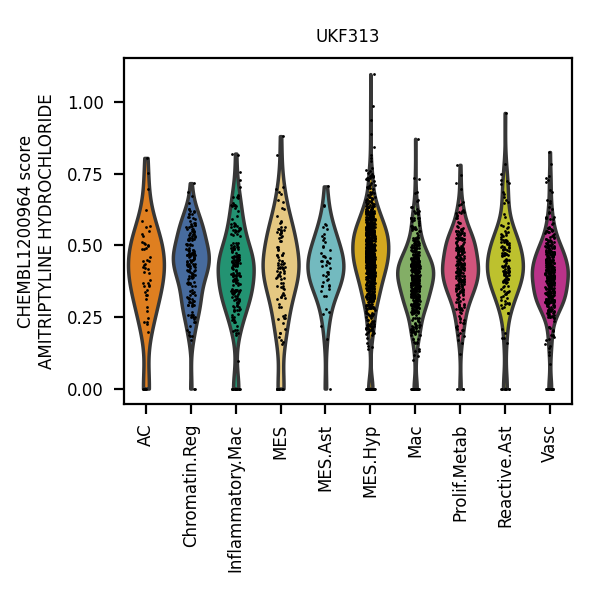 UKF313
CHEMBL1200964 score
AMITRIPTYLINE HYDROCHLORIDE
1.00
0.75
0.50
0.25
0.00
AC
Chromatin.Reg
Inflammatory.Mac
MES
MES.Ast
MES.Hyp
Mac
Prolif.Metab
Reactive.Ast
Vasc